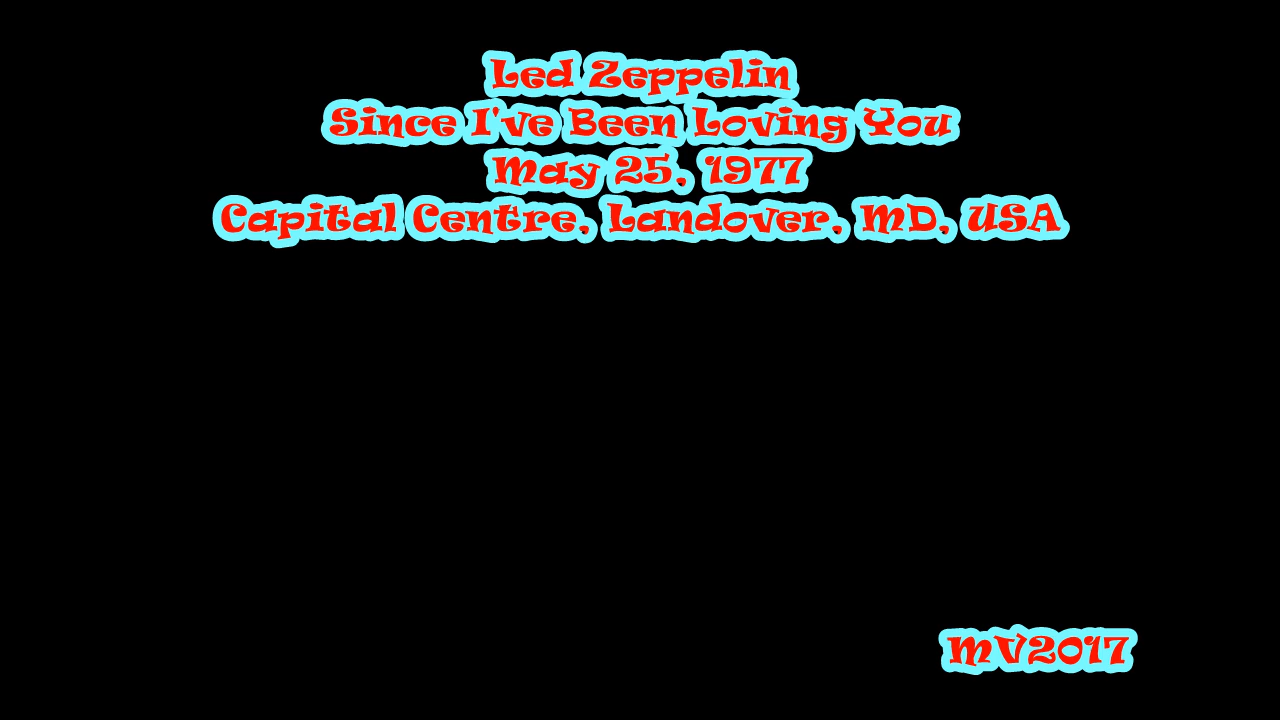 Led Zeppelin
Since I've Been Loving You
May 25, 1977
Capital Centre, Landover, MD, USA
MV2017